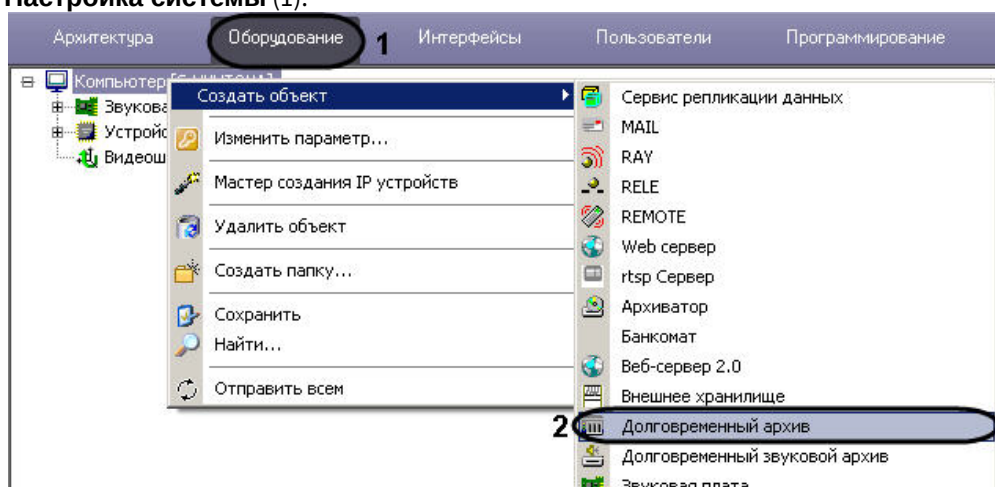 Настройка системы (1).
Архитектура Оборудование 1 Интерфейсы Пользователи Программирование
Компьютер
Звукова
Устройс
Видеош
Создать объект
Изменить параметр...
Мастер создания IP устройств
Удалить объект
Создать папку...
Сохранить
Найти...
Отправить всем
Сервис репликации данных
MAIL
RAY
RELE
REMOTE
Web сервер
rtsp Сервер
Архиватор
Банкомат
Веб-сервер 2.0
Внешнее хранилище
2 Долговременный архив
Долговременный звуковой архив
Звуковая плата